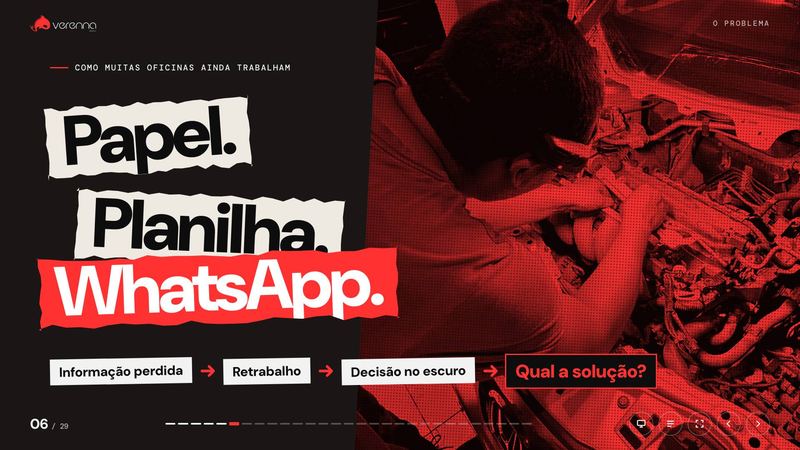 verenna
O PROBLEMA
COMO MUITAS OFICINAS AINDA TRABALHAM
Papel.
Planilha.
WhatsApp.
Informação perdida → Retrabalho → Decisão no escuro → Qual a solução?
06 / 29